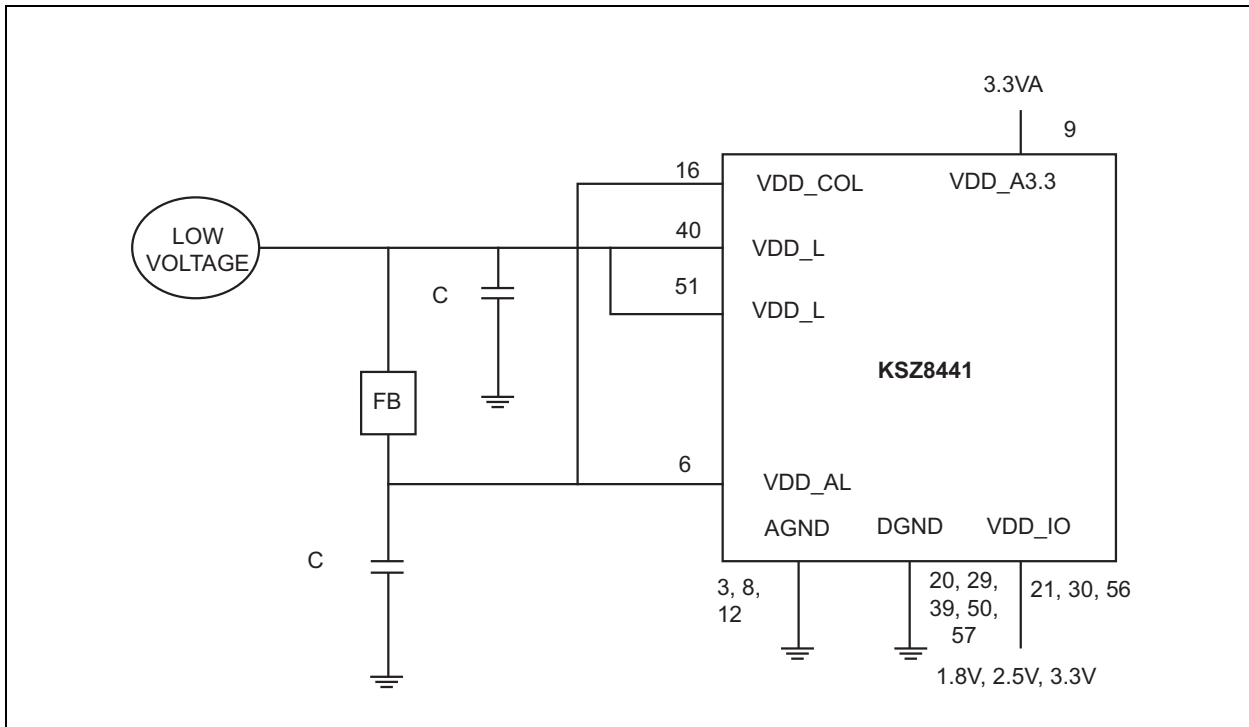 3.3VA
9
16
VDD_COL
VDD_A3.3
LOW
VOLTAGE
40
VDD_L
51
C
VDD_L
KSZ8441
FB
6
VDD_AL
AGND
DGND
VDD_IO
C
3, 8,
12
20, 29,
39, 50,
57
21, 30, 56
1.8V, 2.5V, 3.3V